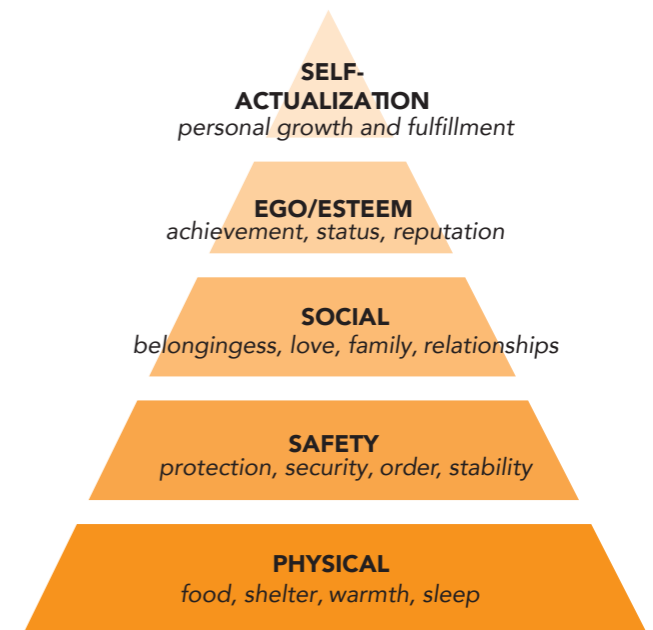 SELF-
ACTUALIZATION
personal growth and fulfillment
EGO/ESTEEM
achievement, status, reputation
SOCIAL
belongingess, love, family, relationships
SAFETY
protection, security, order, stability
PHYSICAL
food, shelter, warmth, sleep